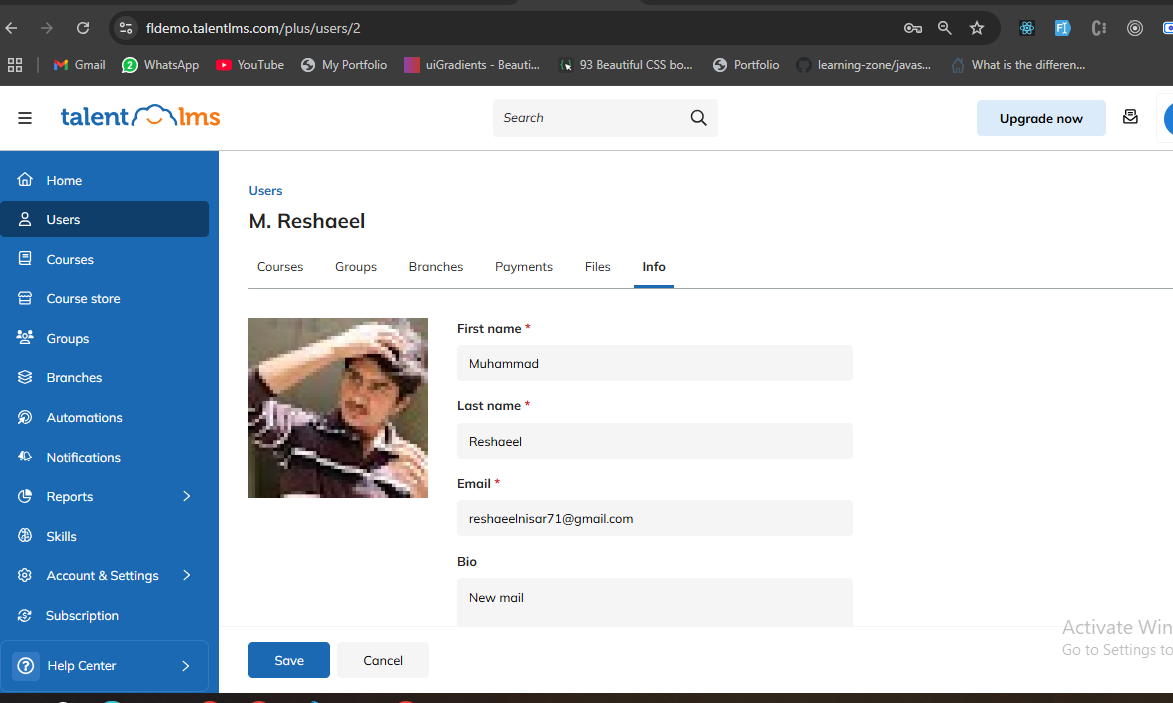 fldemo.talentlms.com/plus/users/2
Gmail
WhatsApp
YouTube
My Portfolio
uiGradients - Beauti...
93 Beautiful CSS bo...
Portfolio
learning-zone/javas...
What is the differen...
talentlms
Search
Upgrade now
Home
Users
Courses
Course store
Groups
Branches
Automations
Notifications
Reports
Skills
Account & Settings
Subscription
Help Center
Users
M. Reshaeel
Courses Groups Branches Payments Files Info
First name *
Muhammad
Last name *
Reshaeel
Email *
reshaeelnisar71@gmail.com
Bio
New mail
Save Cancel
Activate Win
Go to Settings to